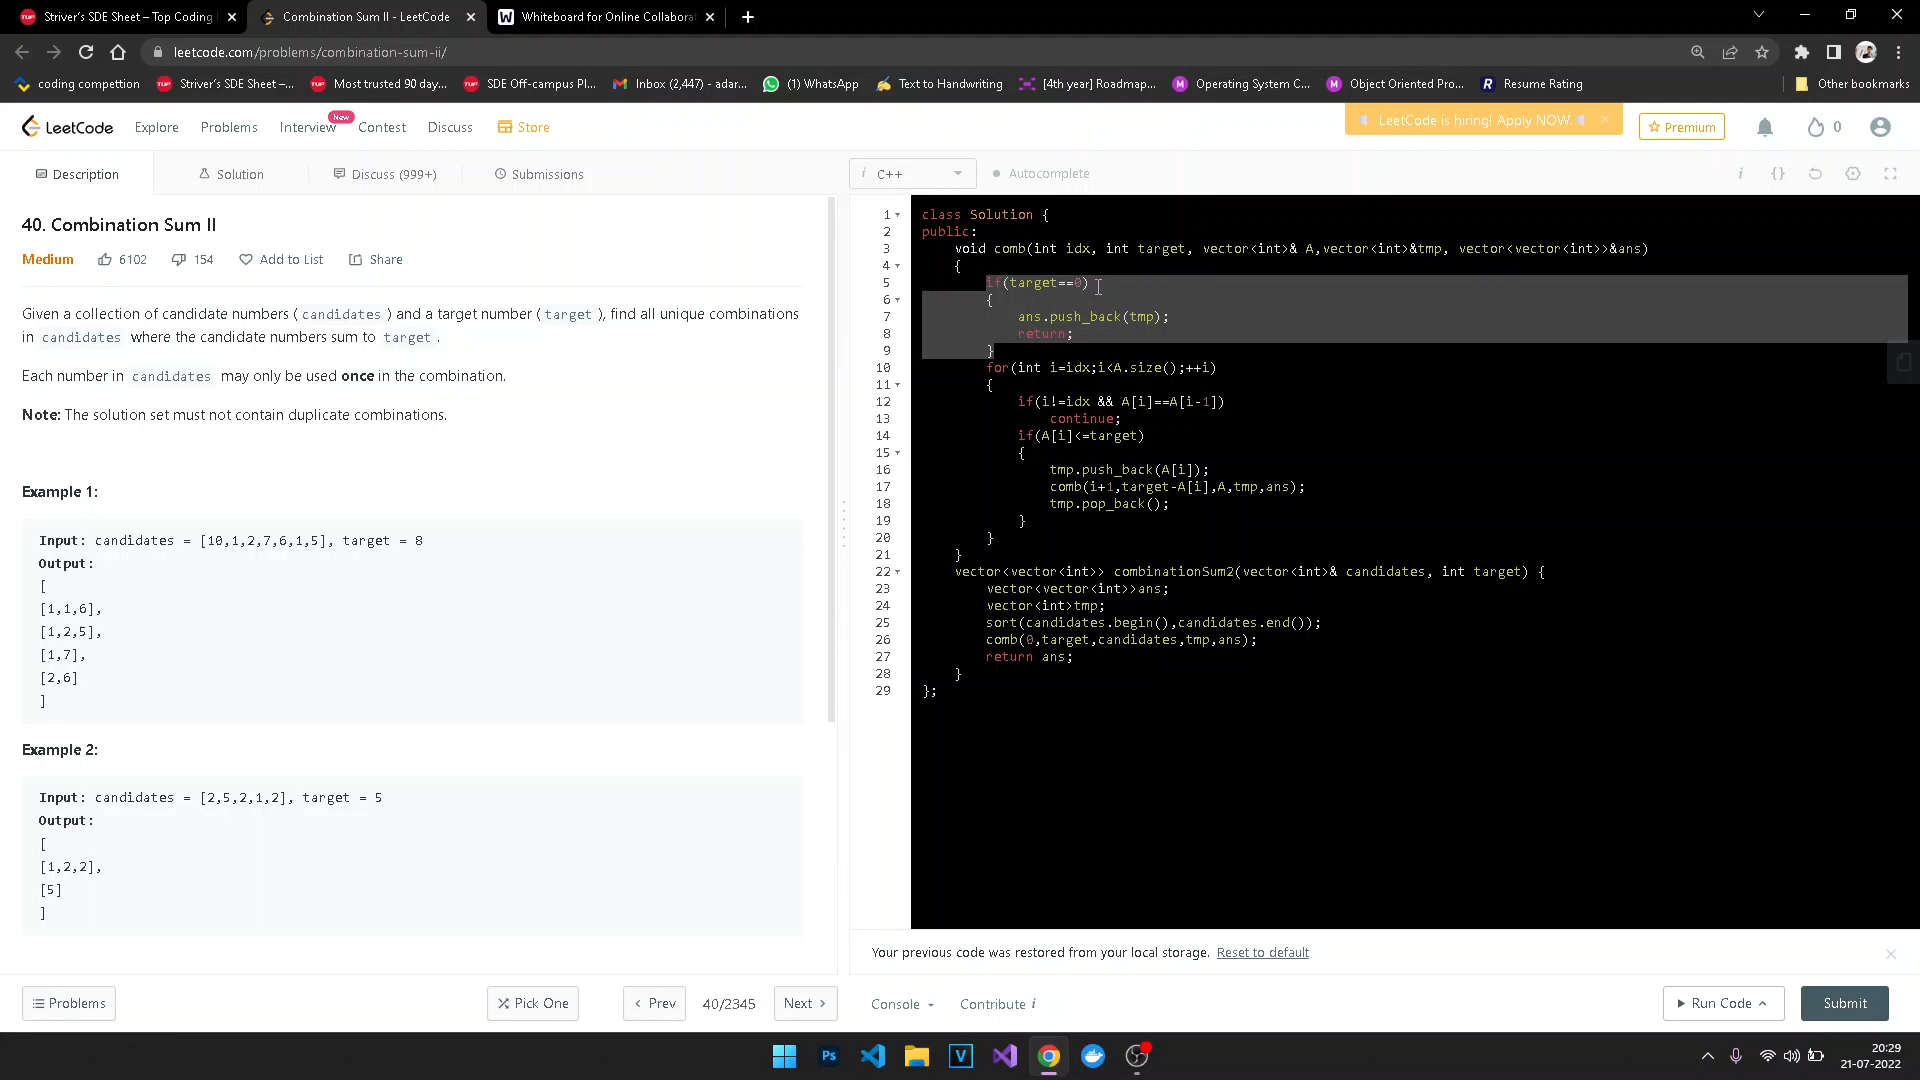 Striver's SDE Sheet – Top Coding
Combination Sum II - LeetCode
Whiteboard for Online Collaborat
leetcode.com/problems/combination-sum-ii/
coding competition
Striver's SDE Sheet –...
Most trusted 90 day...
SDE Off-campus Pl...
Inbox (2,447) - adar...
(1) WhatsApp
Text to Handwriting
[4th year] Roadmap...
Operating System C...
Object Oriented Pro...
Resume Rating
Other bookmarks
LeetCode
Explore
Problems
Interview
New
Contest
Discuss
Store
LeetCode is hiring! Apply NOW.
Premium
0
Description
Solution
Discuss (999+)
Submissions
C++
Autocomplete
40. Combination Sum II
Medium
6102
154
Add to List
Share
Given a collection of candidate numbers ( candidates ) and a target number ( target ), find all unique combinations
in candidates where the candidate numbers sum to target .
Each number in candidates may only be used once in the combination.
Note: The solution set must not contain duplicate combinations.
Example 1:
Input: candidates = [10,1,2,7,6,1,5], target = 8
Output:
[
[1,1,6],
[1,2,5],
[1,7],
[2,6]
]
Example 2:
Input: candidates = [2,5,2,1,2], target = 5
Output:
[
[1,2,2],
[5]
]
1 class Solution {
2 public:
3 void comb(int idx, int target, vector<int>& A,vector<int>&tmp, vector<vector<int>>&ans)
4 {
5 if(target==0)
6 {
7 ans.push_back(tmp);
8 return;
9 }
10 for(int i=idx;i<A.size();++i)
11 {
12 if(i!=idx && A[i]==A[i-1])
13 continue;
14 if(A[i]<=target)
15 {
16 tmp.push_back(A[i]);
17 comb(i+1,target-A[i],A,tmp,ans);
18 tmp.pop_back();
19 }
20 }
21 }
22 vector<vector<int>> combinationSum2(vector<int>& candidates, int target) {
23 vector<vector<int>>ans;
24 vector<int>tmp;
25 sort(candidates.begin(),candidates.end());
26 comb(0,target,candidates,tmp,ans);
27 return ans;
28 }
29 };
Your previous code was restored from your local storage. Reset to default
Problems
Pick One
Prev
40/2345
Next
Console
Contribute i
Run Code
Submit
Ps
V
20:29
21-07-2022